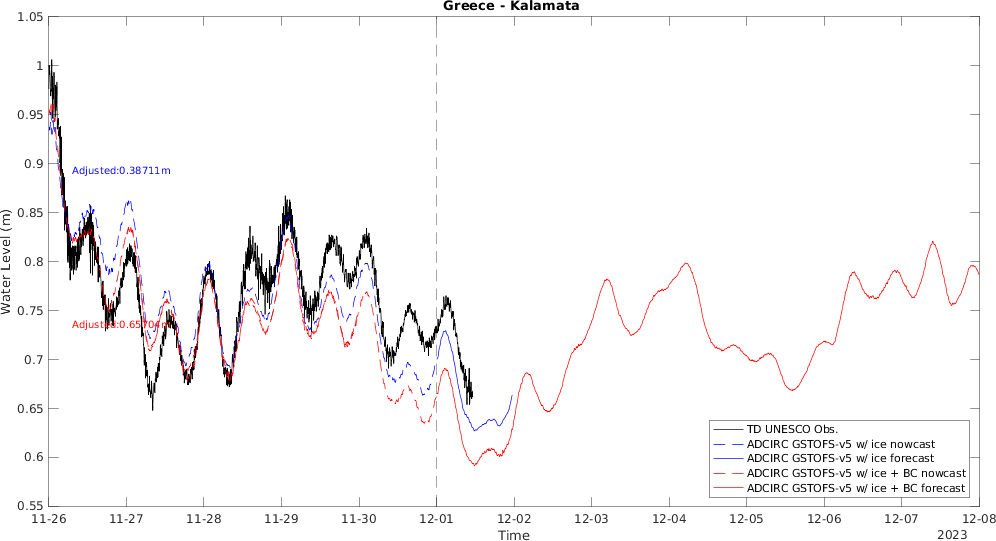 Greece - Kalamata
1.05
1
0.95
0.9
0.85
0.8
0.75
0.7
0.65
0.6
0.55
Water Level (m)
Adjusted:0.38711m
Adjusted:0.65704m
TD UNESCO Obs.
ADCIRC GSTOFS-v5 w/ ice nowcast
ADCIRC GSTOFS-v5 w/ ice forecast
ADCIRC GSTOFS-v5 w/ ice + BC nowcast
ADCIRC GSTOFS-v5 w/ ice + BC forecast
11-26 11-27 11-28 11-29 11-30 12-01 12-02 12-03 12-04 12-05 12-06 12-07 12-08
Time
2023